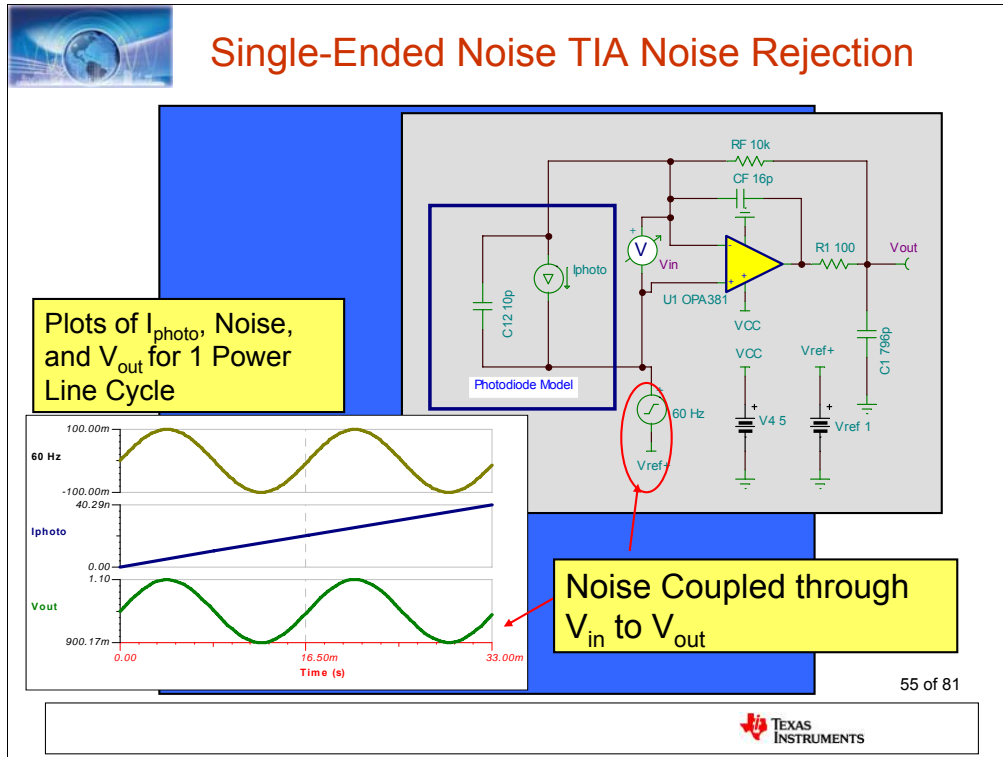 Single-Ended Noise TIA Noise Rejection
RF 10k
CF 16p
V
+
Vin
-
+
+
U1 OPA381
VCC
R1 100
Vout
C1 796p
C12 10p
Iphoto
Photodiode Model
+
60 Hz
Vref+
VCC
+
V4 5
Vref+
+
Vref 1
Plots of Iphoto, Noise,
and Vout for 1 Power
Line Cycle
100.00m
60 Hz
-100.00m
40.29n
Iphoto
0.00
1.10
Vout
900.17m
0.00
16.50m
33.00m
Time (s)
Noise Coupled through
Vin to Vout
55 of 81
TEXAS
INSTRUMENTS